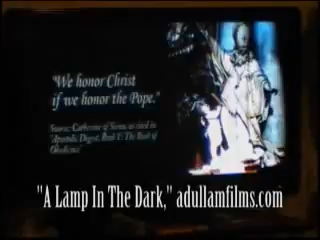 "We honor Christ
if we honor the Pope."
Source: Catherine of Siena, as cited in
"Apostolic Digest, Book V: The Book of
Obedience"
"A Lamp In The Dark," adullamfilms.com